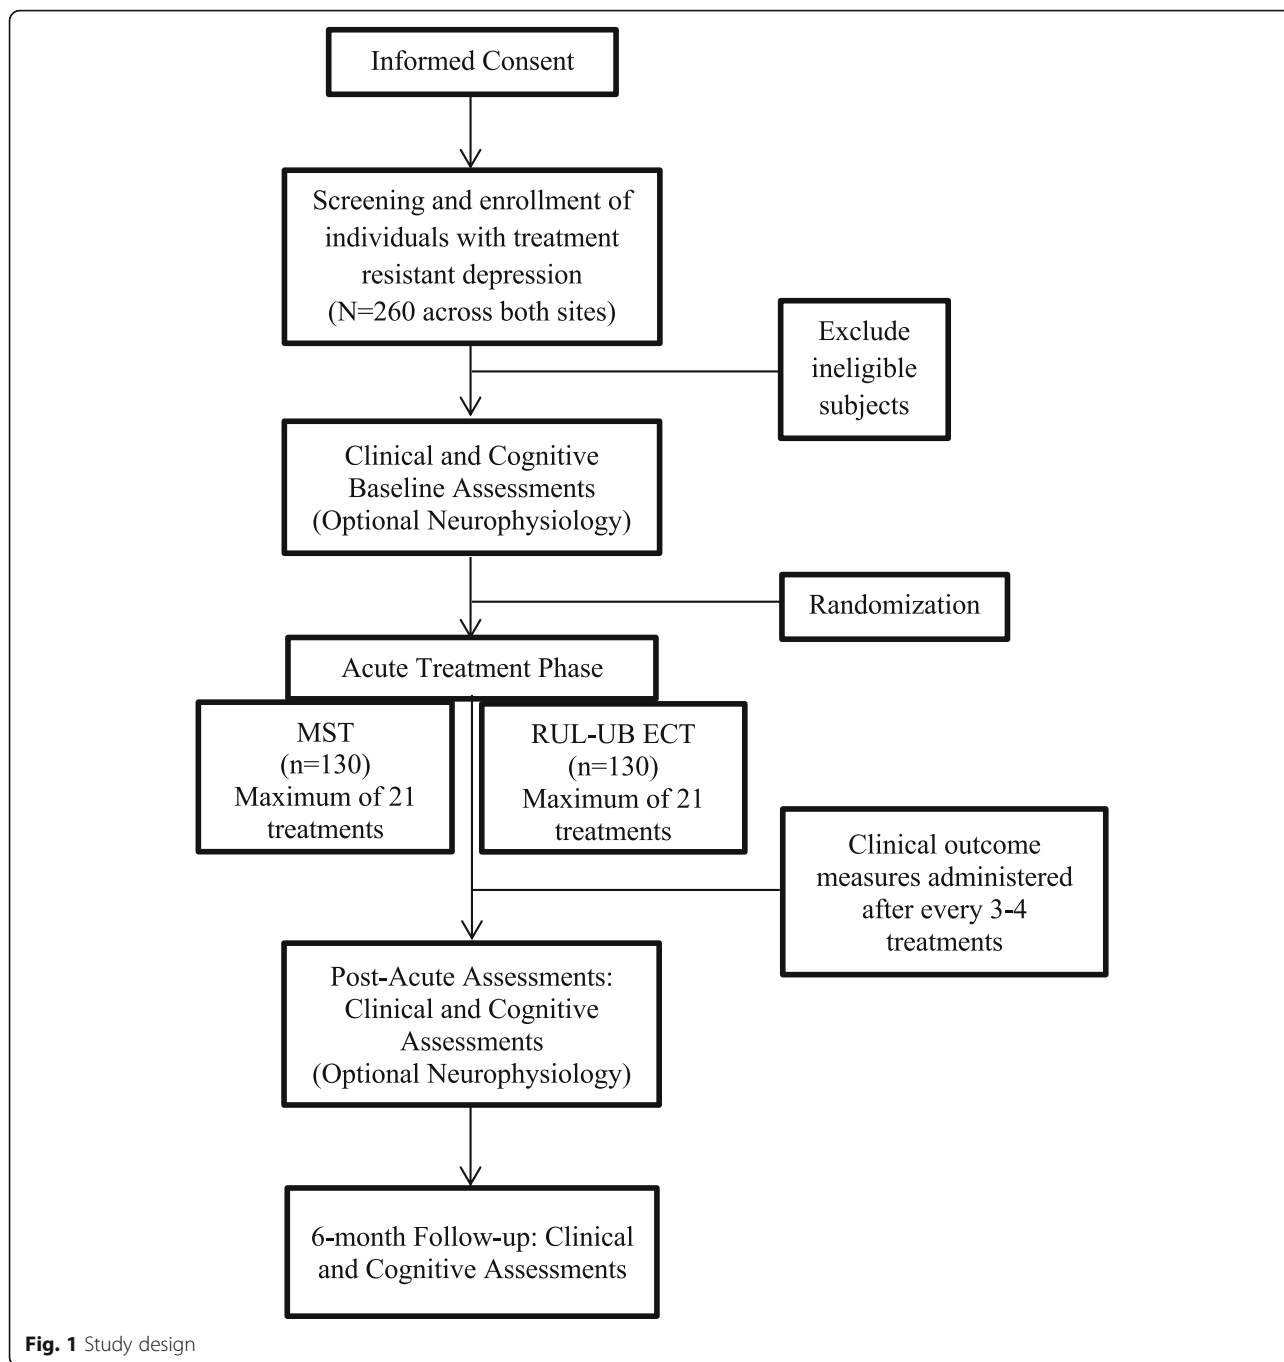 Informed Consent
Screening and enrollment of
individuals with treatment
resistant depression
(N=260 across both sites)
Exclude
ineligible
subjects
Clinical and Cognitive
Baseline Assessments
(Optional Neurophysiology)
Randomization
Acute Treatment Phase
MST
(n=130)
Maximum of 21
treatments
RUL-UB ECT
(n=130)
Maximum of 21
treatments
Clinical outcome
measures administered
after every 3-4
treatments
Post-Acute Assessments:
Clinical and Cognitive
Assessments
(Optional Neurophysiology)
6-month Follow-up: Clinical
and Cognitive Assessments
Fig. 1 Study design